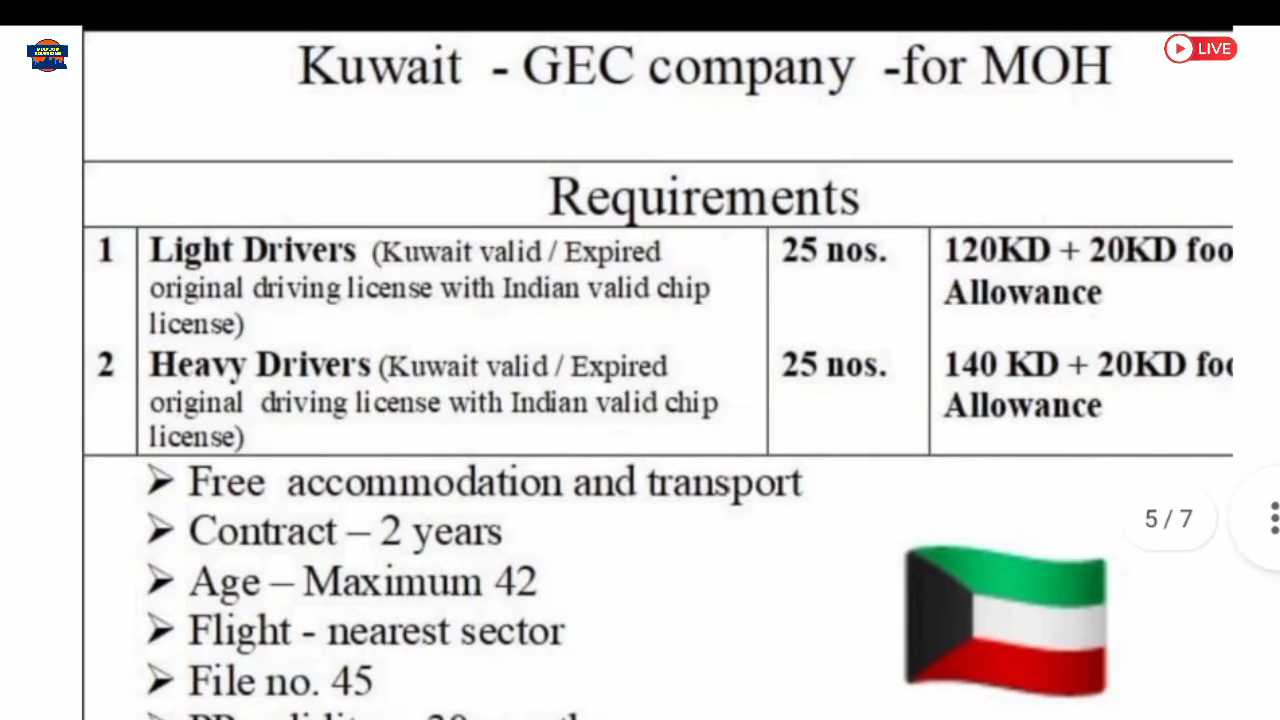 Kuwait - GEC company -for MOH
LIVE
Requirements
1 Light Drivers (Kuwait valid / Expired
original driving license with Indian valid chip
license)
25 nos.
120KD + 20KD foo
Allowance
2 Heavy Drivers (Kuwait valid / Expired
original driving license with Indian valid chip
license)
25 nos.
140 KD + 20KD foo
Allowance
➢ Free accommodation and transport
➢ Contract – 2 years
➢ Age – Maximum 42
➢ Flight - nearest sector
➢ File no. 45
5 / 7